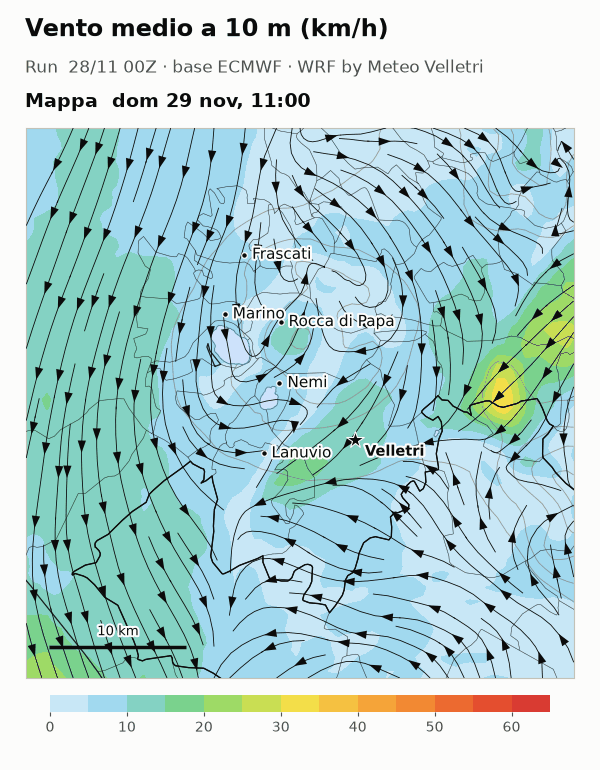 Vento medio a 10 m (km/h)
Run 28/11 00Z · base ECMWF · WRF by Meteo Velletri
Mappa dom 29 nov, 11:00
Frascati
Marino
Rocca di Papa
Nemi
Velletri
Lanuvio
10 km
0 10 20 30 40 50 60